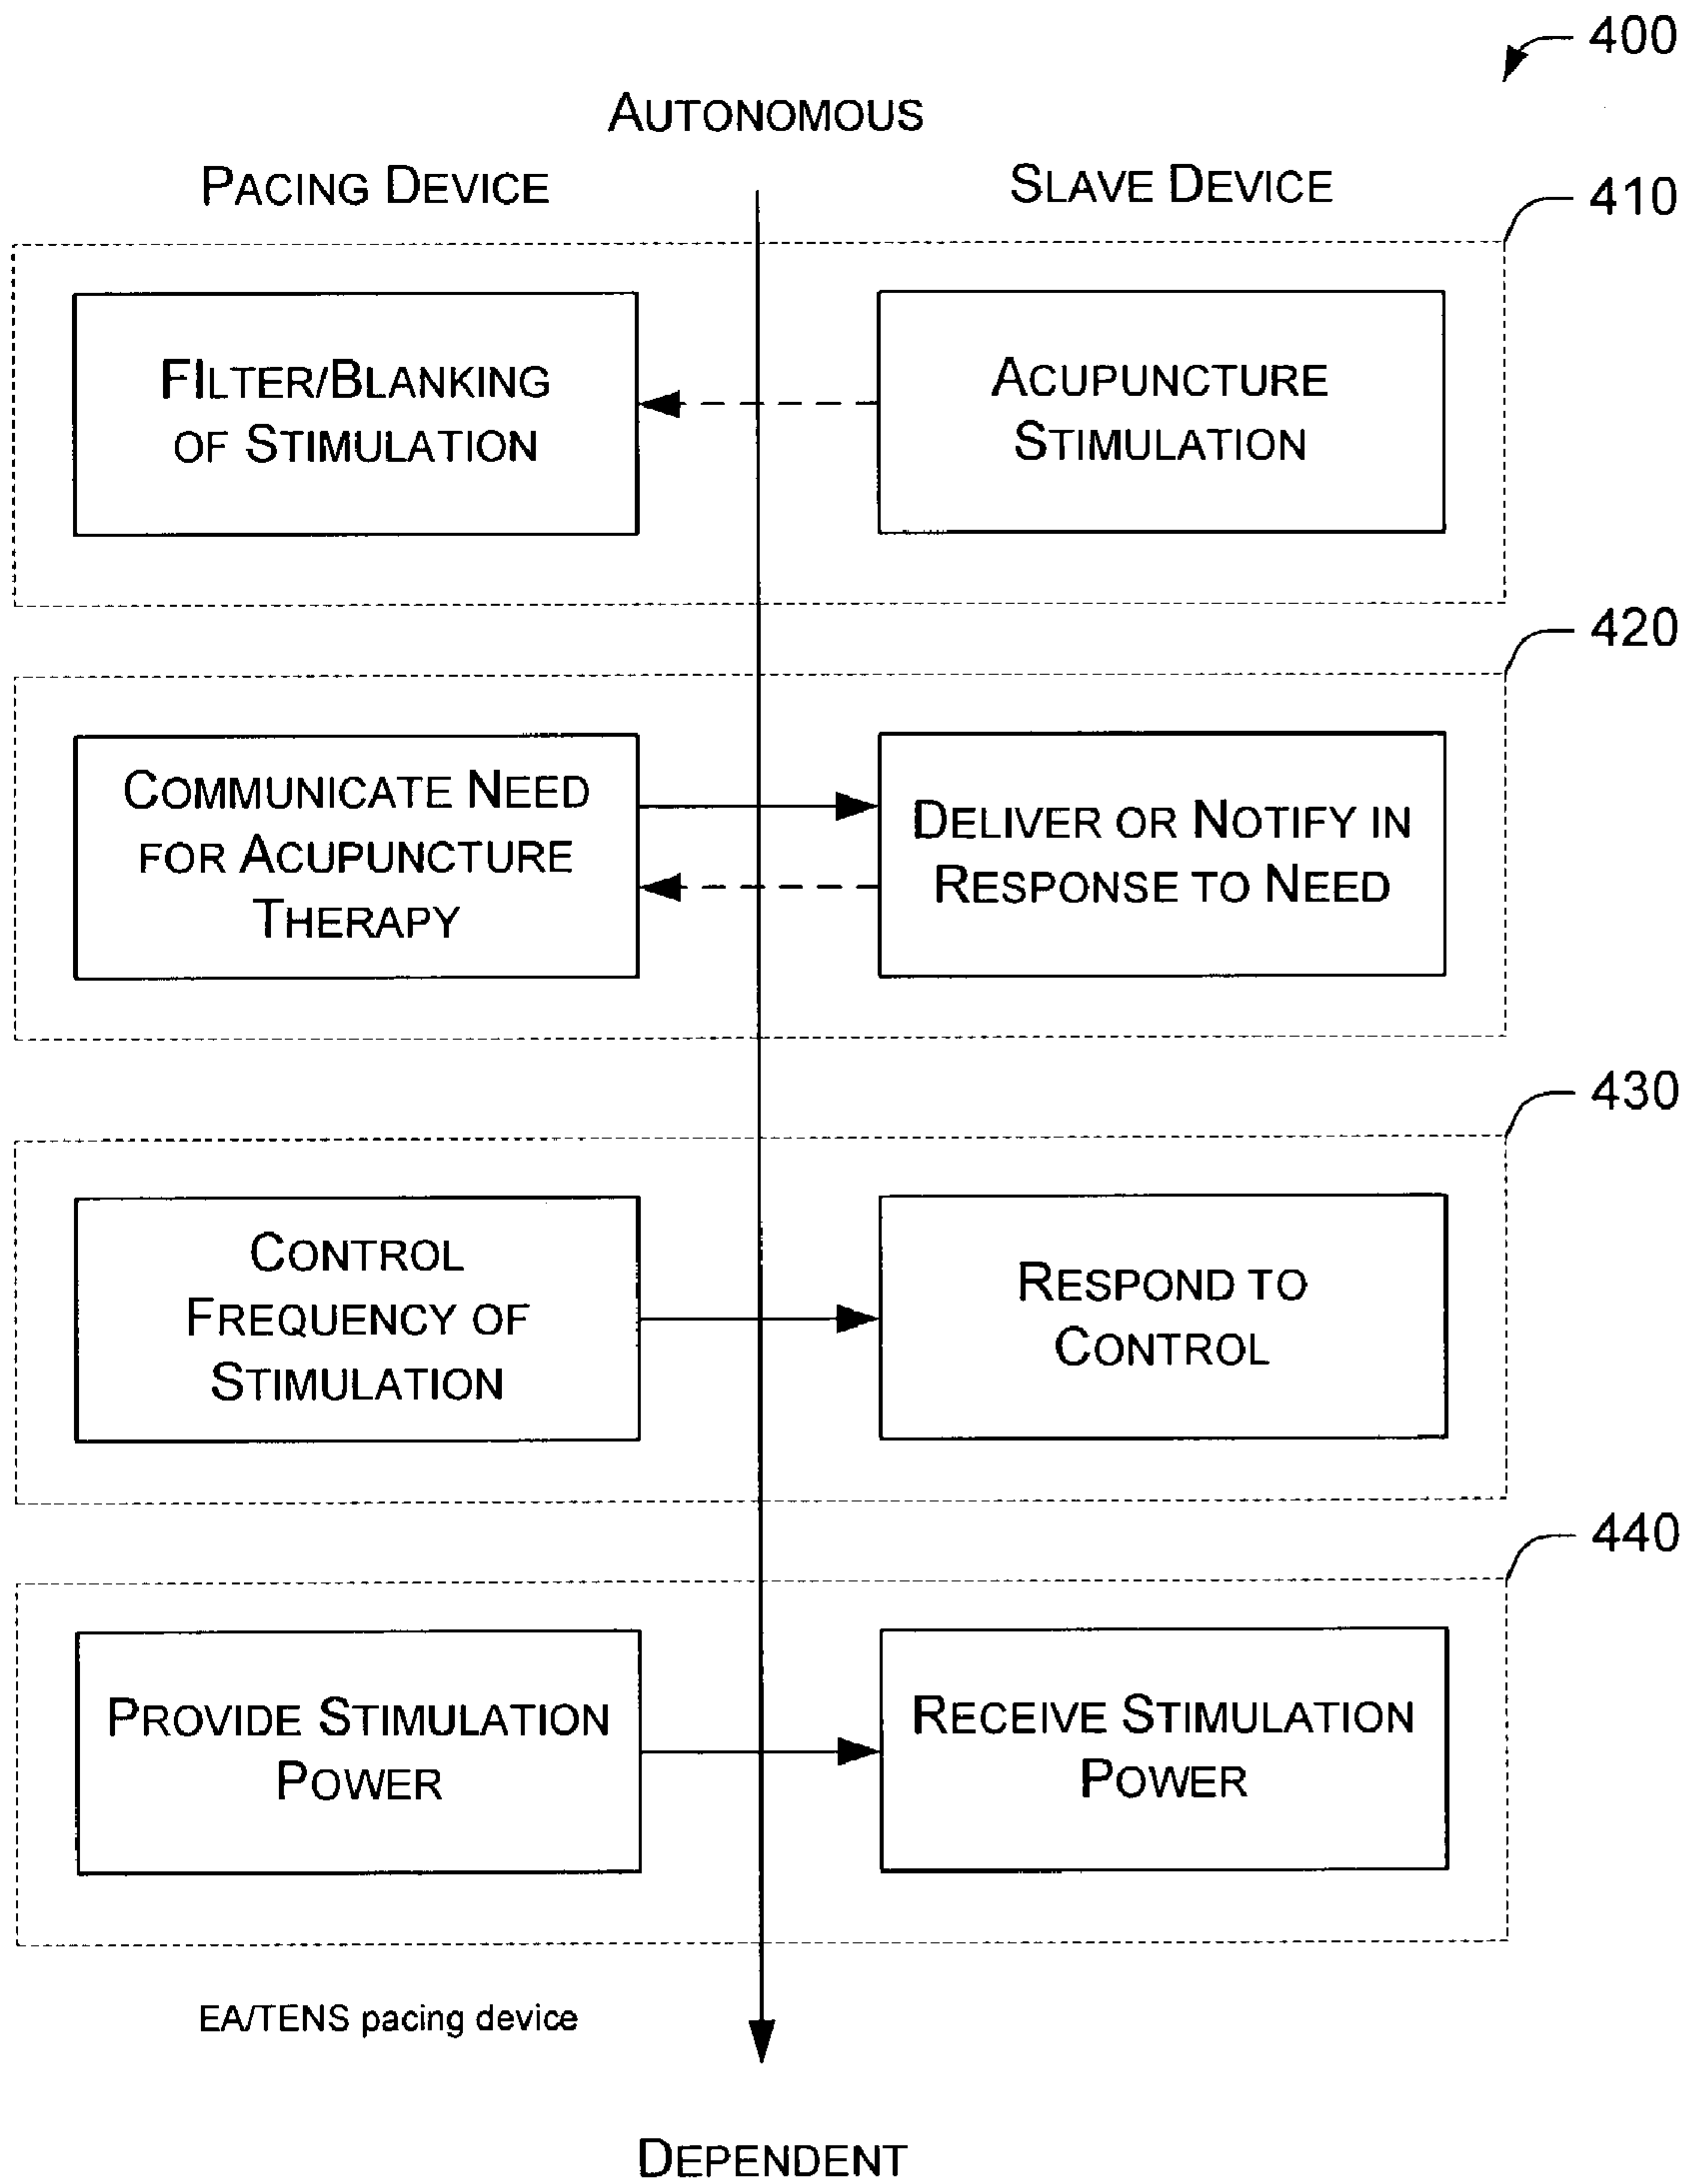 400
AUTONOMOUS
PACING DEVICE
SLAVE DEVICE
410
FILTER/BLANKING
OF STIMULATION
ACUPUNCTURE
STIMULATION
420
COMMUNICATE NEED
FOR ACUPUNCTURE
THERAPY
DELIVER OR NOTIFY IN
RESPONSE TO NEED
430
CONTROL
FREQUENCY OF
STIMULATION
RESPOND TO
CONTROL
440
PROVIDE STIMULATION
POWER
RECEIVE STIMULATION
POWER
EA/TENS pacing device
DEPENDENT